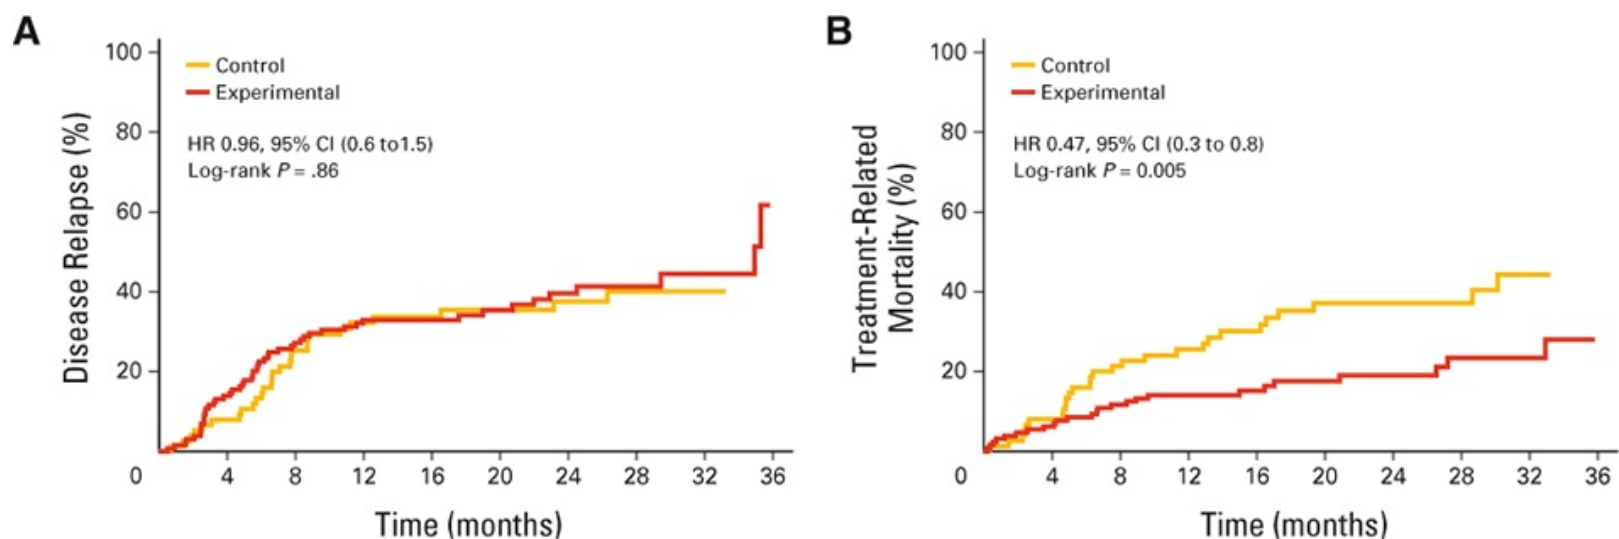 A
100
80
60
40
20
0
4 8 12 16 20 24 28 32 36
Disease Relapse (%)
Time (months)
Control
Experimental
HR 0.96, 95% CI (0.6 to1.5)
Log-rank P = .86
B
100
80
60
40
20
0
4 8 12 16 20 24 28 32 36
Treatment-Related
Mortality (%)
Time (months)
Control
Experimental
HR 0.47, 95% CI (0.3 to 0.8)
Log-rank P = 0.005